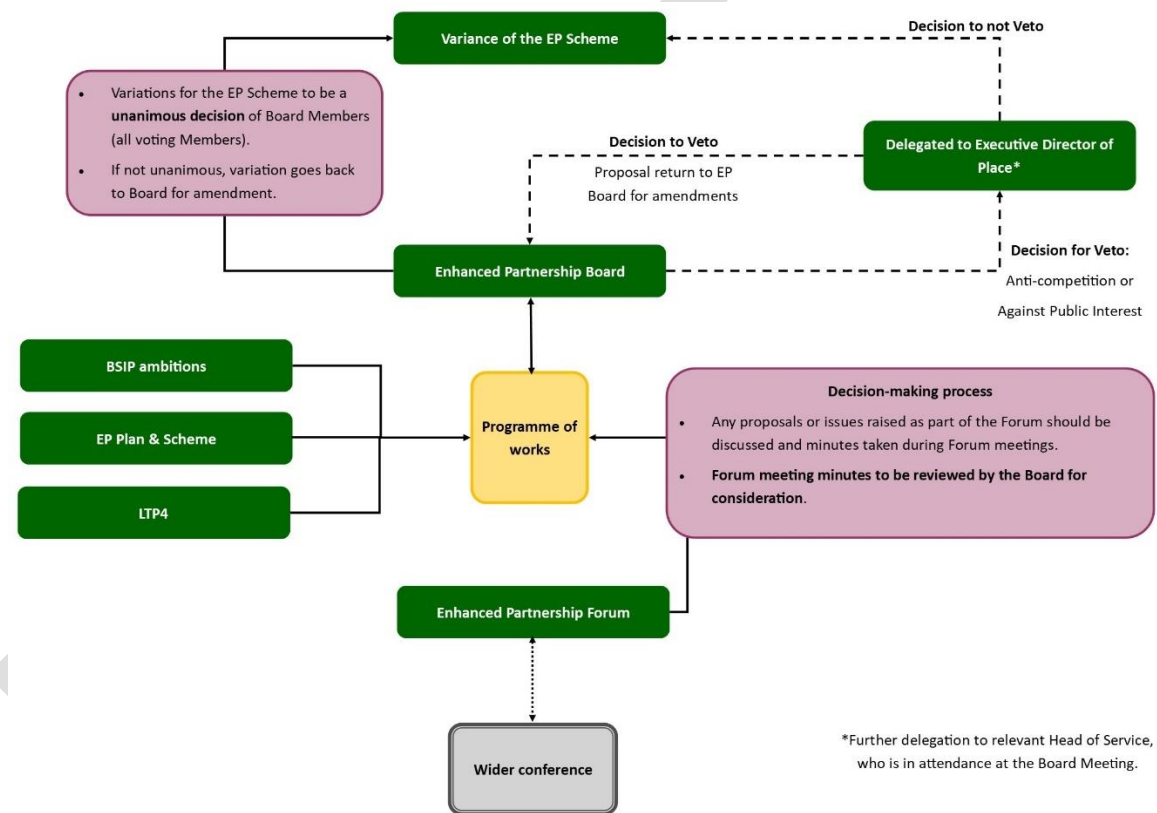 Variance of the EP Scheme
Decision to not Veto
• Variations for the EP Scheme to be a
unanimous decision of Board Members
(all voting Members).
• If not unanimous, variation goes back
to Board for amendment.
Decision to Veto
Proposal return to EP
Board for amendments
Delegated to Executive Director of
Place*
Enhanced Partnership Board
Decision for Veto:
Anti-competition or
Against Public Interest
BSIP ambitions
EP Plan & Scheme
LTP4
Programme of
works
Decision-making process
• Any proposals or issues raised as part of the Forum should be
discussed and minutes taken during Forum meetings.
• Forum meeting minutes to be reviewed by the Board for
consideration.
Enhanced Partnership Forum
Wider conference
*Further delegation to relevant Head of Service,
who is in attendance at the Board Meeting.